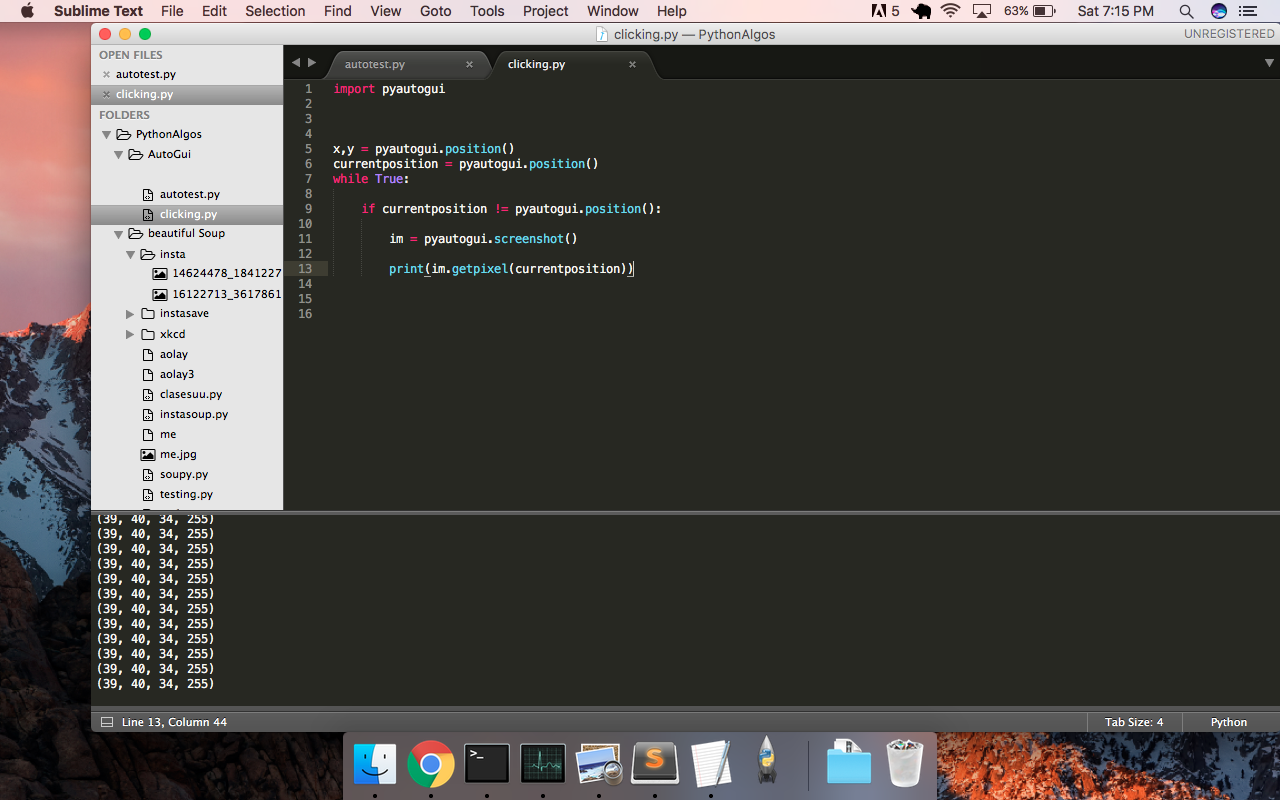 Sublime Text File Edit Selection Find View Goto Tools Project Window Help 5 63% Sat 7:15 PM
clicking.py — PythonAlgos UNREGISTERED
OPEN FILES
autotest.py
clicking.py
FOLDERS
PythonAlgos
AutoGui
autotest.py
clicking.py
beautiful Soup
insta
14624478_1841227
16122713_3617861
instasave
xkcd
aolay
aolay3
clasesuu.py
instasoup.py
me
me.jpg
soupy.py
testing.py
autotest.py clicking.py
1 import pyautogui
2
3
4
5 x,y = pyautogui.position()
6 currentposition = pyautogui.position()
7 while True:
8
9 if currentposition != pyautogui.position():
10
11 im = pyautogui.screenshot()
12
13 print(im.getpixel(currentposition))
14
15
16
(39, 40, 34, 255)
(39, 40, 34, 255)
(39, 40, 34, 255)
(39, 40, 34, 255)
(39, 40, 34, 255)
(39, 40, 34, 255)
(39, 40, 34, 255)
(39, 40, 34, 255)
(39, 40, 34, 255)
(39, 40, 34, 255)
(39, 40, 34, 255)
(39, 40, 34, 255)
Line 13, Column 44 Tab Size: 4 Python
>_
S